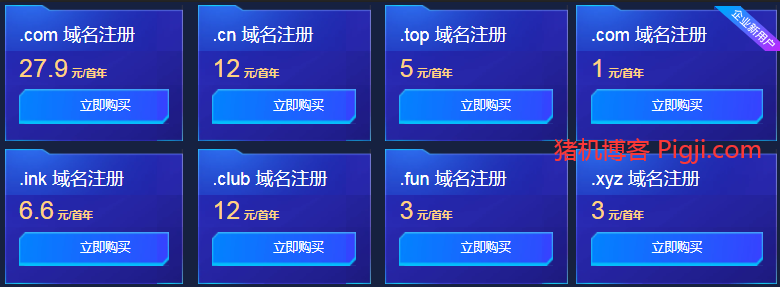 .com 域名注册
27.9 元/首年
立即购买
.cn 域名注册
12 元/首年
立即购买
.top 域名注册
5 元/首年
立即购买
企业新用户
.com 域名注册
1 元/首年
立即购买
猪机博客 Pigji.com
.ink 域名注册
6.6 元/首年
立即购买
.club 域名注册
12 元/首年
立即购买
.fun 域名注册
3 元/首年
立即购买
.xyz 域名注册
3 元/首年
立即购买